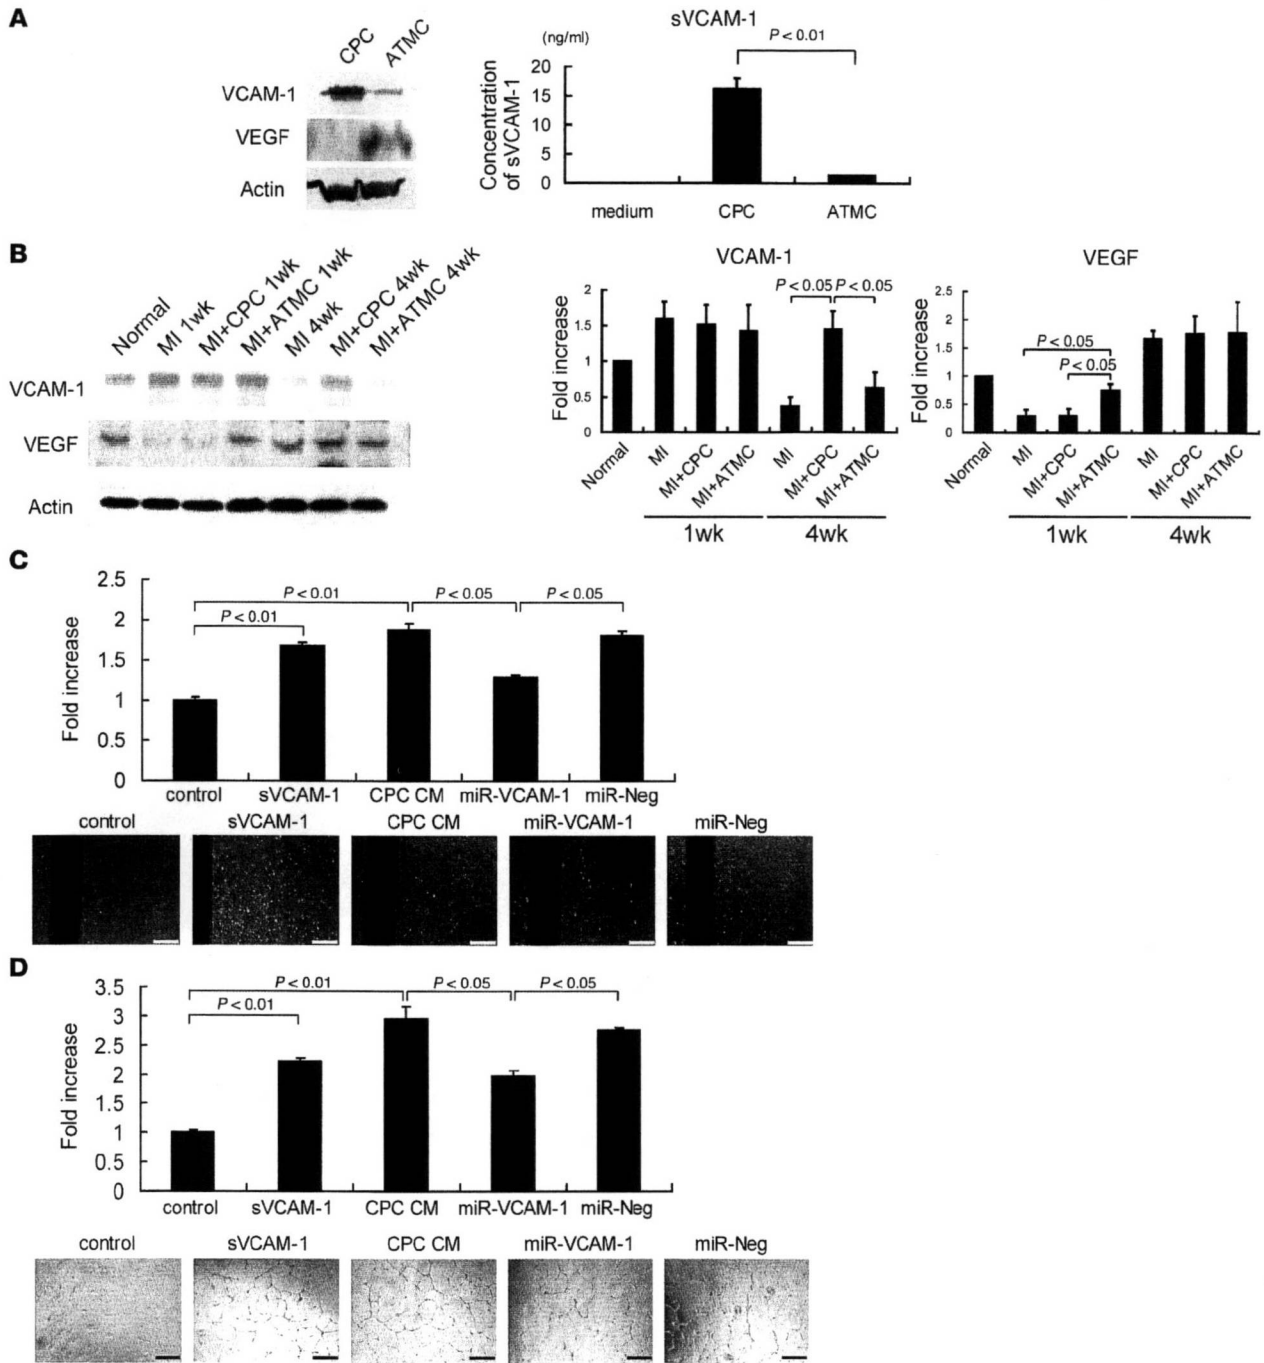 A
CPC
ATMC
VCAM-1
VEGF
Actin
sVCAM-1
(ng/ml)
P < 0.01
Concentration
of sVCAM-1
20
15
10
5
0
medium
CPC
ATMC
B
Normal
MI 1wk
MI+CPC 1wk
MI+ATMC 1wk
MI 4wk
MI+CPC 4wk
MI+ATMC 4wk
VCAM-1
VEGF
Actin
VCAM-1
P < 0.05
P < 0.05
Fold increase
2
1.5
1
0.5
0
Normal
MI
MI+CPC
MI+ATMC
MI
MI+CPC
MI+ATMC
1wk
4wk
VEGF
P < 0.05
P < 0.05
Fold increase
2.5
2
1.5
1
0.5
0
Normal
MI
MI+CPC
MI+ATMC
MI
MI+CPC
MI+ATMC
1wk
4wk
C
P < 0.01
P < 0.05
P < 0.05
P < 0.01
Fold increase
2.5
2
1.5
1
0.5
0
control
sVCAM-1
CPC CM
miR-VCAM-1
miR-Neg
control
sVCAM-1
CPC CM
miR-VCAM-1
miR-Neg
D
P < 0.01
P < 0.05
P < 0.05
P < 0.01
Fold increase
3.5
3
2.5
2
1.5
1
0.5
0
control
sVCAM-1
CPC CM
miR-VCAM-1
miR-Neg
control
sVCAM-1
CPC CM
miR-VCAM-1
miR-Neg